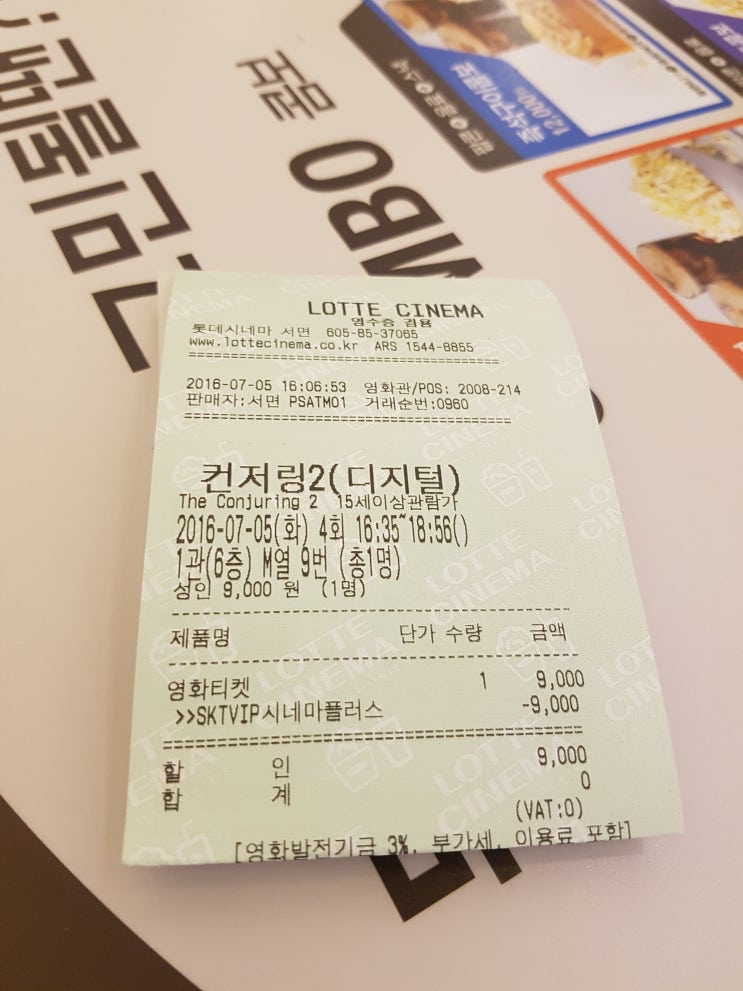 LOTTE CINEMA
영수증 겸용
롯데시네마 서면 605-85-37065
www.lottecinema.co.kr ARS 1544-8855
2016-07-05 16:06:53 영화관/POS: 2008-214
판매자:서면 PSATM01 거래순번:0960
컨저링2(디지털)
The Conjuring 2 15세이상관람가
2016-07-05(화) 4회 16:35~18:56()
1관(6층) M열 9번 (총1명)
성인 9,000 원 (1명)
제품명 단가 수량 금액
영화티켓 1 9,000
>>SKTVIP시네마플러스 -9,000
할 인 9,000
합 계 0
(VAT:0)
[영화발전기금 3%, 부가세, 이용료 포함]
12,000